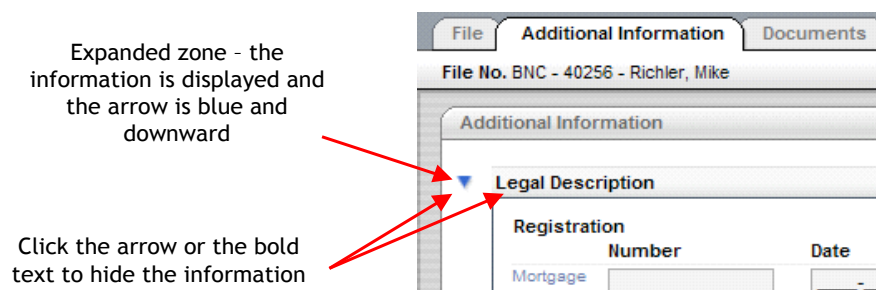 File Additional Information Documents
File No. BNC - 40256 - Richler, Mike
Expanded zone - the
information is displayed and
the arrow is blue and
downward
Additional Information
Legal Description
Registration
Number Date
Mortgage
Click the arrow or the bold
text to hide the information